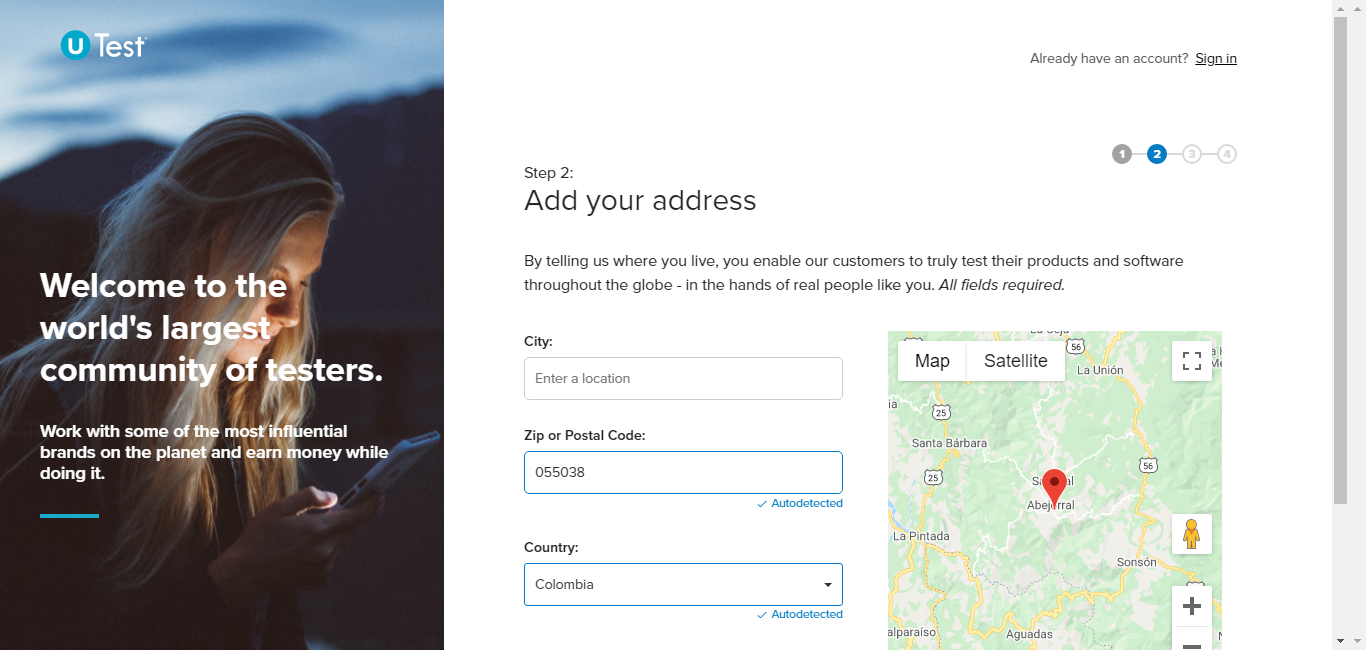 U Test
Already have an account? Sign in
1 2 3 4
Step 2:
Add your address
By telling us where you live, you enable our customers to truly test their products and software
throughout the globe - in the hands of real people like you. All fields required.
Welcome to the
world's largest
community of testers.
Work with some of the most influential
brands on the planet and earn money while
doing it.
City:
Enter a location
Zip or Postal Code:
055038
Autodetected
Country:
Colombia
Autodetected
Map Satellite
56
La Unión
25
Santa Bárbara
25
56
Abejorral
La Pintada
Sonsón
Aguadas